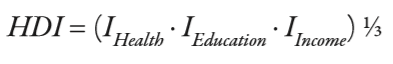 HDI = (I_Health · I_Education · I_Income) ⅓